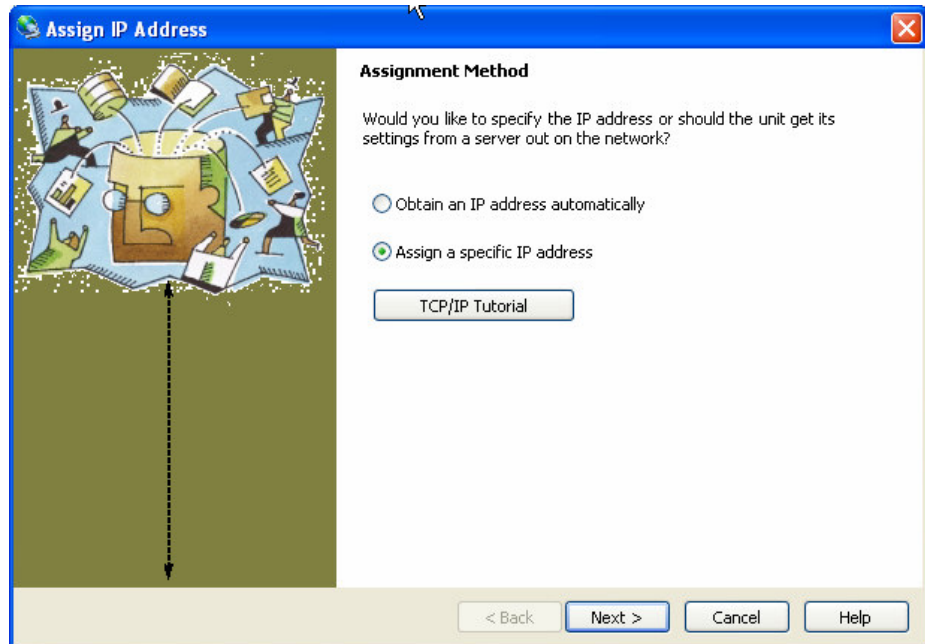 Assign IP Address
Assignment Method
Would you like to specify the IP address or should the unit get its
settings from a server out on the network?
Obtain an IP address automatically
Assign a specific IP address
TCP/IP Tutorial
< Back
Next >
Cancel
Help